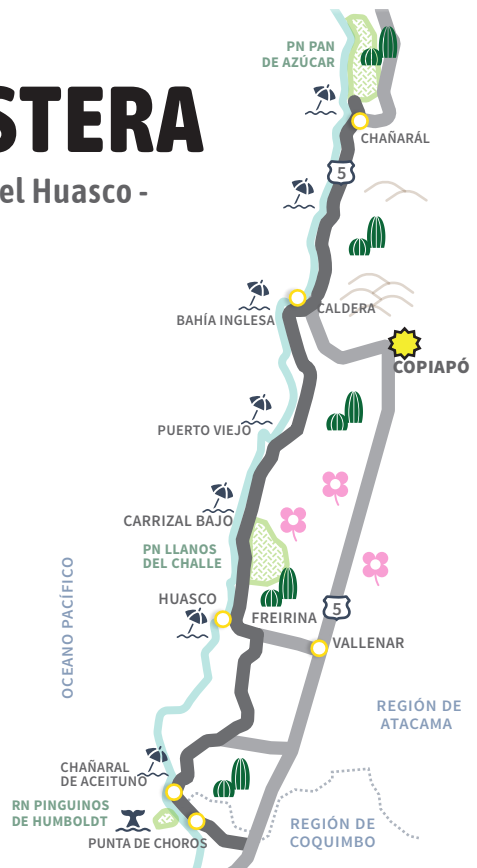 PN PAN
DE AZÚCAR
STERA
CHAÑARÁL
5
el Huasco -
CALDERA
BAHÍA INGLESA
COPIAPÓ
PUERTO VIEJO
CARRIZAL BAJO
PN LLANOS
DEL CHALLE
OCEANO PACÍFICO
HUASCO
5
FREIRINA
VALLENAR
REGIÓN DE
ATACAMA
CHAÑARAL
DE ACEITUNO
RN PINGUINOS
DE HUMBOLDT
PUNTA DE CHOROS
REGIÓN DE
COQUIMBO